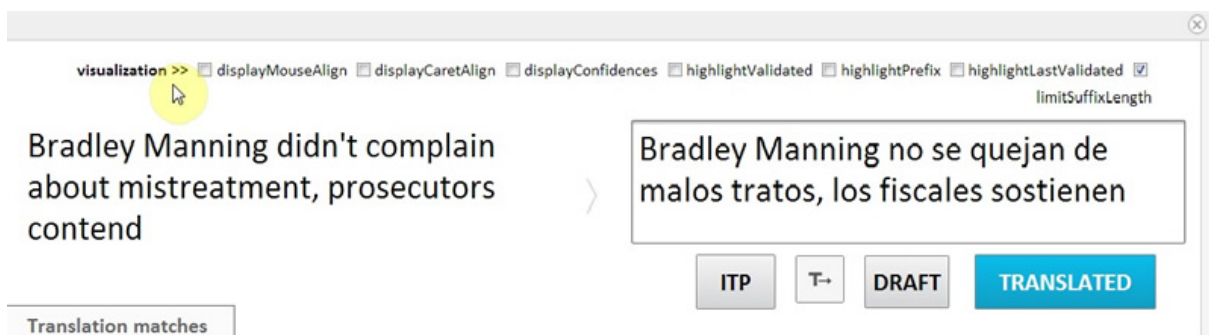 visualization >> displayMouseAlign displayCaretAlign displayConfidences highlightValidated highlightPrefix highlightLastValidated
limitSuffixLength
Bradley Manning didn't complain
about mistreatment, prosecutors
contend
Bradley Manning no se quejan de
malos tratos, los fiscales sostienen
ITP T→ DRAFT TRANSLATED
Translation matches